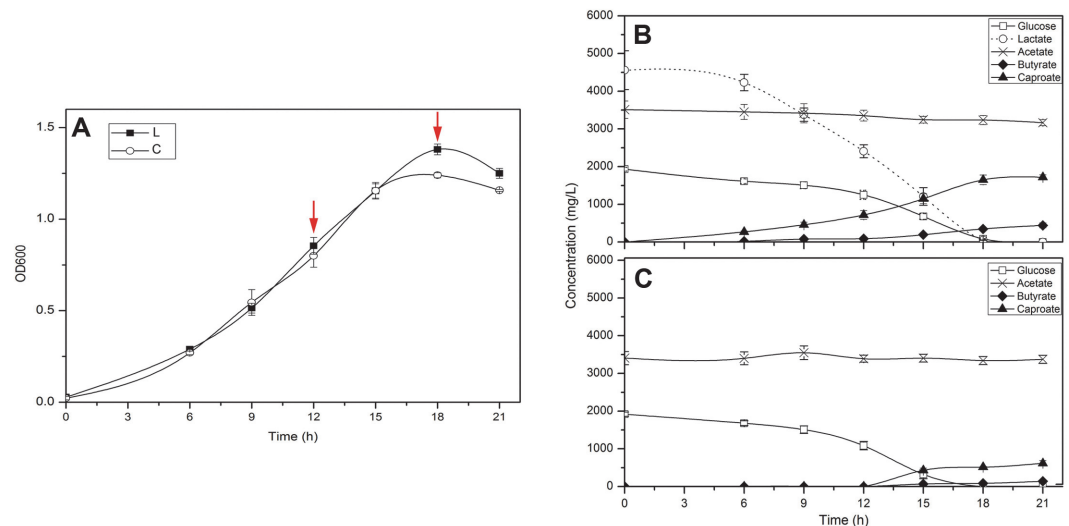 A
L
C
1.5
1.0
0.5
0.0
OD600
0 3 6 9 12 15 18 21
Time (h)
B
Glucose
Lactate
Acetate
Butyrate
Caproate
6000
5000
4000
3000
2000
1000
0
Concentration (mg/L)
C
Glucose
Acetate
Butyrate
Caproate
6000
5000
4000
3000
2000
1000
0
0 3 6 9 12 15 18 21
Time (h)